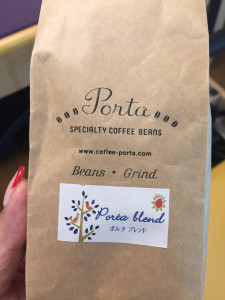 Porta
SPECIALTY COFFEE BEANS
www.coffee-porta.com
Beans • Grind
Porta blend
ポルタ ブレンド